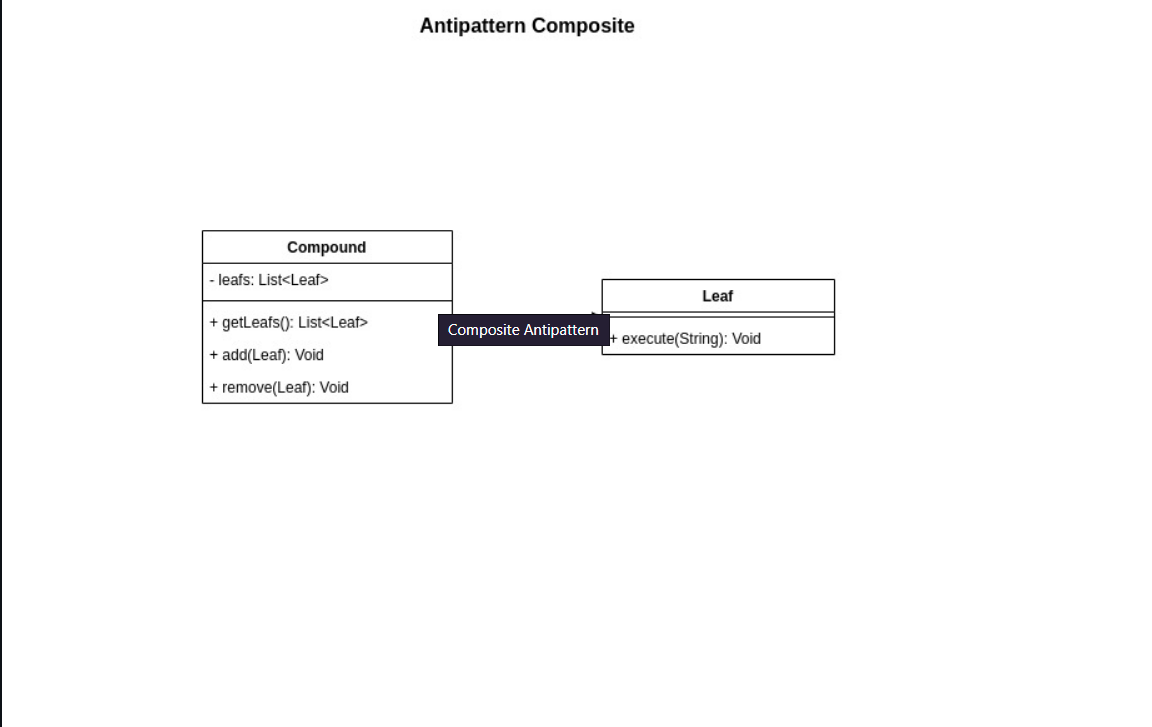 Antipattern Composite
Compound
- leafs: List<Leaf>
+ getLeafs(): List<Leaf>
+ add(Leaf): Void
+ remove(Leaf): Void
Composite Antipattern
Leaf
+ execute(String): Void